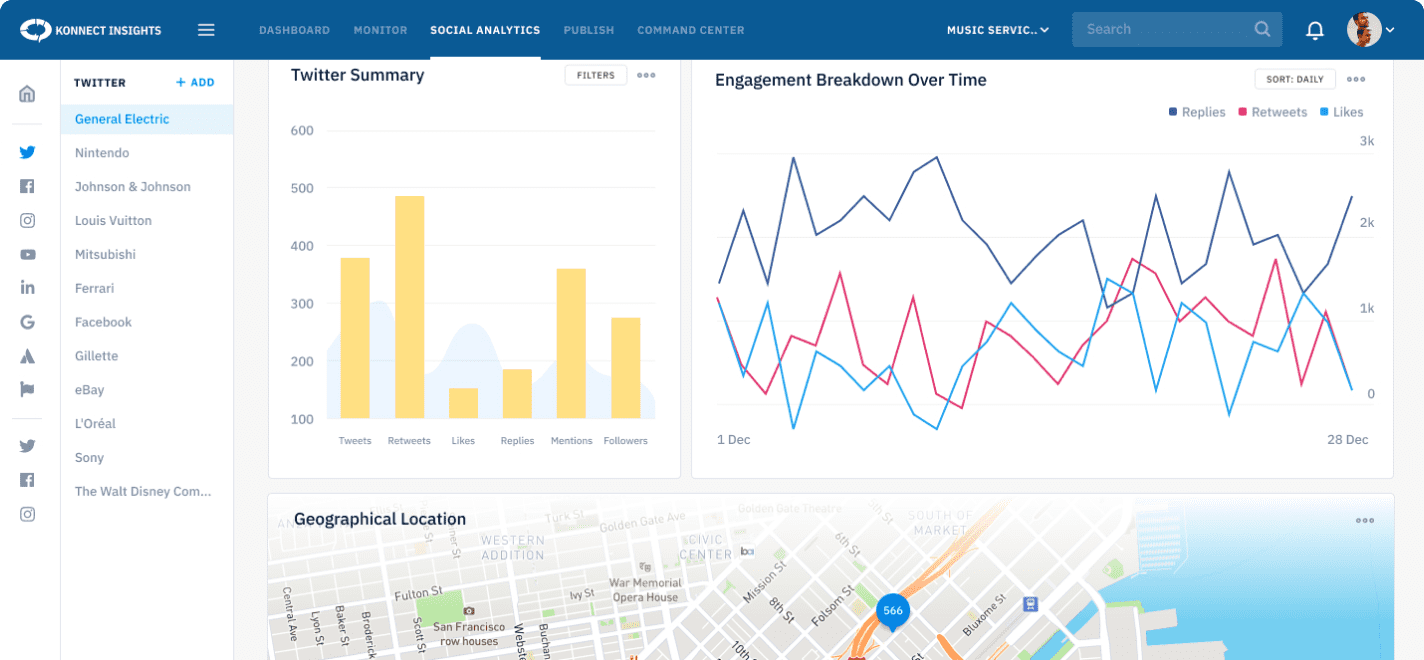 KONNECT INSIGHTS
DASHBOARD
MONITOR
SOCIAL ANALYTICS
PUBLISH
COMMAND CENTER
MUSIC SERVIC..
Search
TWITTER
+ ADD
General Electric
Nintendo
Johnson & Johnson
Louis Vuitton
Mitsubishi
Ferrari
Facebook
Gillette
eBay
L'Oréal
Sony
The Walt Disney Com...
Twitter Summary
FILTERS
600
500
400
300
200
100
Tweets
Retweets
Likes
Replies
Mentions
Followers
Engagement Breakdown Over Time
SORT: DAILY
Replies
Retweets
Likes
3k
2k
1k
0
1 Dec
28 Dec
Geographical Location
Turk St
Golden Gate Ave
Golden Gate Theatre
SOUTH OF
MARKET
WESTERN
ADDITION
CIVIC
CENTER
6th St
War Memorial
Opera House
Mission St
Fulton St
Ivy St
8th St
Folsom St
566
Bluxome St
San Francisco
row houses
Central Ave
Lyon St
Baker St
Broderick
Scott St
Webs
Buchan
10th